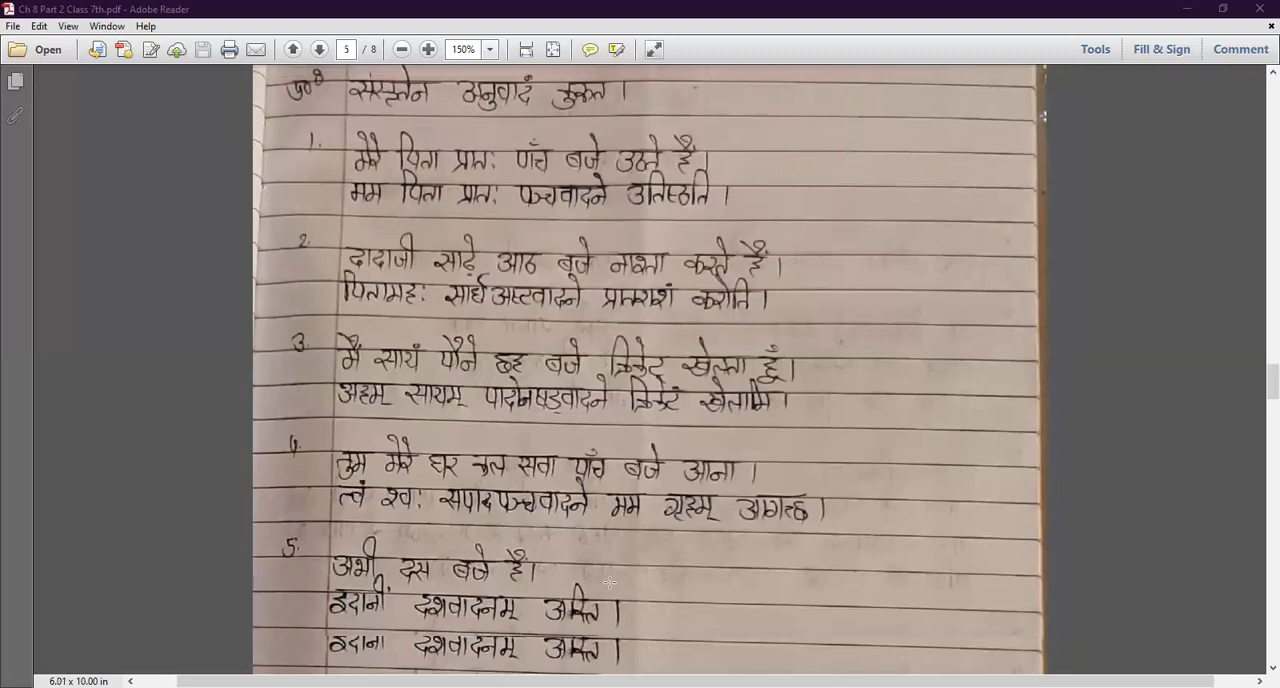 Ch 8 Part 2 Class 7th.pdf - Adobe Reader
File Edit View Window Help
Open 5 / 8 150% Tools Fill & Sign Comment
प्र०8 संस्कृतेन अनुवादं कुरुत।
1. मेरे पिता प्रातः पाँच बजे उठते हैं।
मम पिता प्रातः पञ्चवादने उतिष्ठति।
2. दादाजी साढ़े आठ बजे नाश्ता करते हैं।
पितामहः सार्धअष्टवादने प्रातराशं करोति।
3. मैं सायं पौने छह बजे क्रिकेट खेलता हूँ।
अहम् सायम् पादोनषड्वादने क्रिकेटं खेलामि।
4. तुम मेरे घर कल सवा पाँच बजे आना।
त्वं श्वः सपादपञ्चवादने मम गृहम् आगच्छ।
5. अभी दस बजे हैं।
इदानीं दशवादनम् अस्ति।
इदाना दशवादनम् अस्ति।
6.01 x 10.00 in